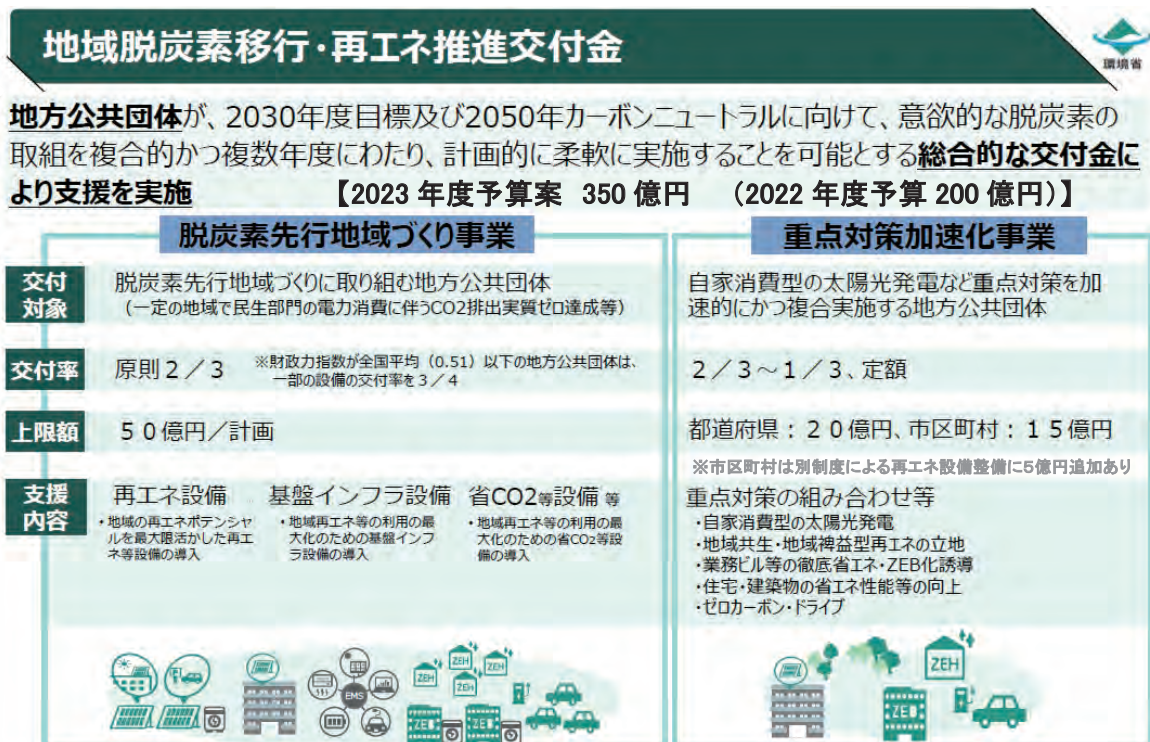 地域脱炭素移行・再エネ推進交付金
環境省
地方公共団体が、2030年度目標及び2050年カーボンニュートラルに向けて、意欲的な脱炭素の
取組を複合的かつ複数年度にわたり、計画的に柔軟に実施することを可能とする総合的な交付金に
より支援を実施
【2023 年度予算案 350 億円 (2022 年度予算 200 億円)】
脱炭素先行地域づくり事業
重点対策加速化事業
交付
対象
脱炭素先行地域づくりに取り組む地方公共団体
（一定の地域で民生部門の電力消費に伴うCO2排出実質ゼロ達成等）
自家消費型の太陽光発電など重点対策を加
速的にかつ複合実施する地方公共団体
交付率
原則２／３
※財政力指数が全国平均（0.51）以下の地方公共団体は、
一部の設備の交付率を３／４
２／３～１／３、定額
上限額
５０億円／計画
都道府県：２０億円、市区町村：１５億円
※市区町村は別制度による再エネ設備整備に5億円追加あり
支援
内容
再エネ設備
・地域の再エネポテンシャ
ルを最大限活かした再エ
ネ等設備の導入
基盤インフラ設備
・地域再エネ等の利用の最
大化のための基盤インフ
ラ設備の導入
省CO2等設備 等
・地域再エネ等の利用の最
大化のための省CO2等設
備の導入
重点対策の組み合わせ等
・自家消費型の太陽光発電
・地域共生・地域裨益型再エネの立地
・業務ビル等の徹底省エネ・ZEB化誘導
・住宅・建築物の省エネ性能等の向上
・ゼロカーボン・ドライブ
EMS
ZEH
ZEH
ZEH
ZEH
ZEB
ZEB
ZEH
ZEB